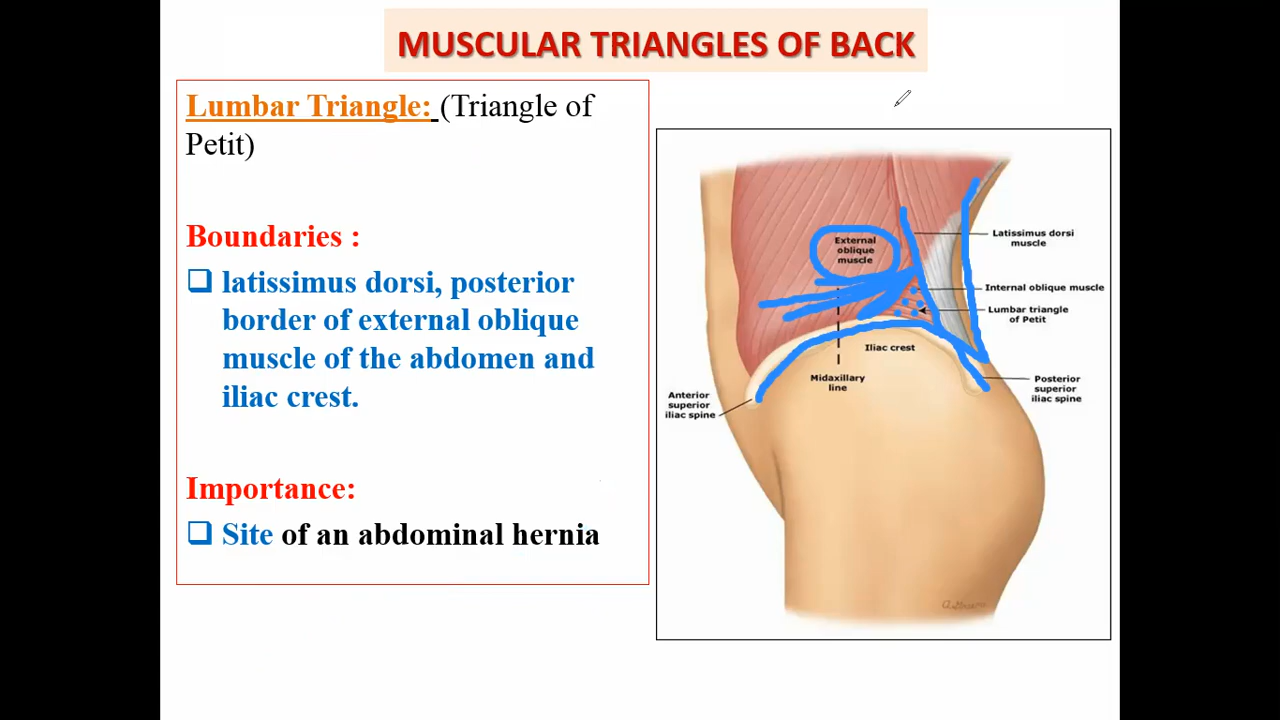 MUSCULAR TRIANGLES OF BACK
Lumbar Triangle: (Triangle of
Petit)
Boundaries :
latissimus dorsi, posterior
border of external oblique
muscle of the abdomen and
iliac crest.
Importance:
Site of an abdominal hernia
External
oblique
muscle
Latissimus dorsi
muscle
Internal oblique muscle
Lumbar triangle
of Petit
Iliac crest
Midaxillary
line
Anterior
superior
iliac spine
Posterior
superior
iliac spine